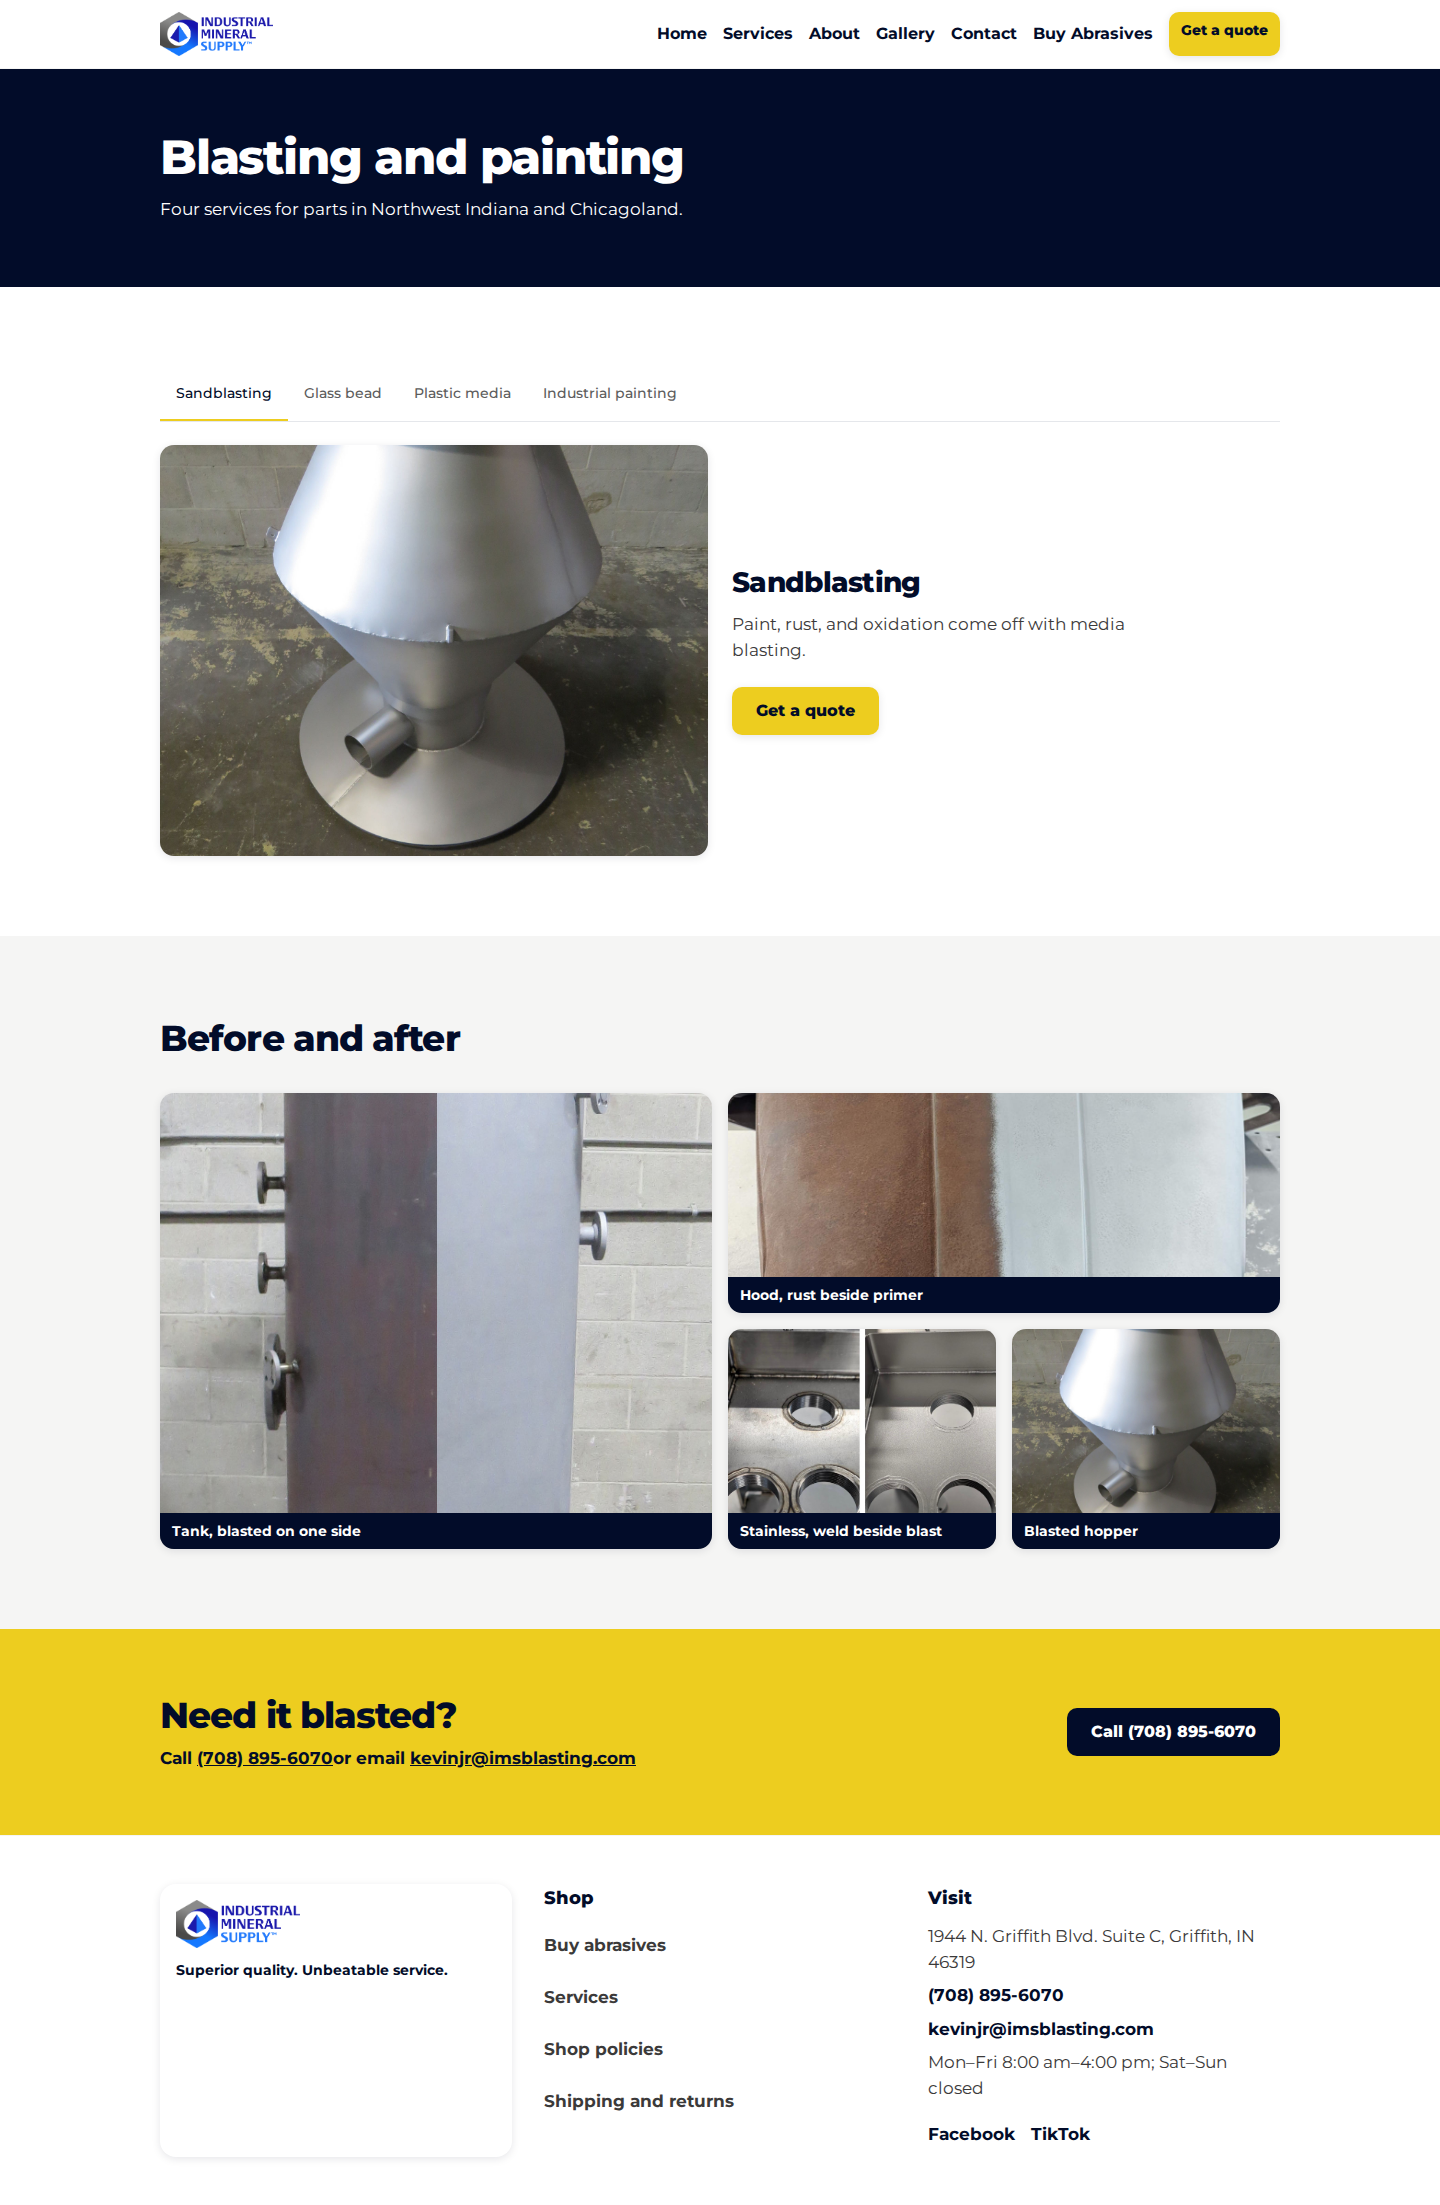 INDUSTRIAL
MINERAL
SUPPLY™
Home Services About Gallery Contact Buy Abrasives Get a quote
Blasting and painting
Four services for parts in Northwest Indiana and Chicagoland.
Sandblasting Glass bead Plastic media Industrial painting
Sandblasting
Paint, rust, and oxidation come off with media
blasting.
Get a quote
Before and after
Hood, rust beside primer
Tank, blasted on one side
Stainless, weld beside blast
Blasted hopper
Need it blasted?
Call (708) 895-6070or email kevinjr@imsblasting.com
Call (708) 895-6070
INDUSTRIAL
MINERAL
SUPPLY™
Superior quality. Unbeatable service.
Shop
Buy abrasives
Services
Shop policies
Shipping and returns
Visit
1944 N. Griffith Blvd. Suite C, Griffith, IN
46319
(708) 895-6070
kevinjr@imsblasting.com
Mon–Fri 8:00 am–4:00 pm; Sat–Sun
closed
Facebook TikTok